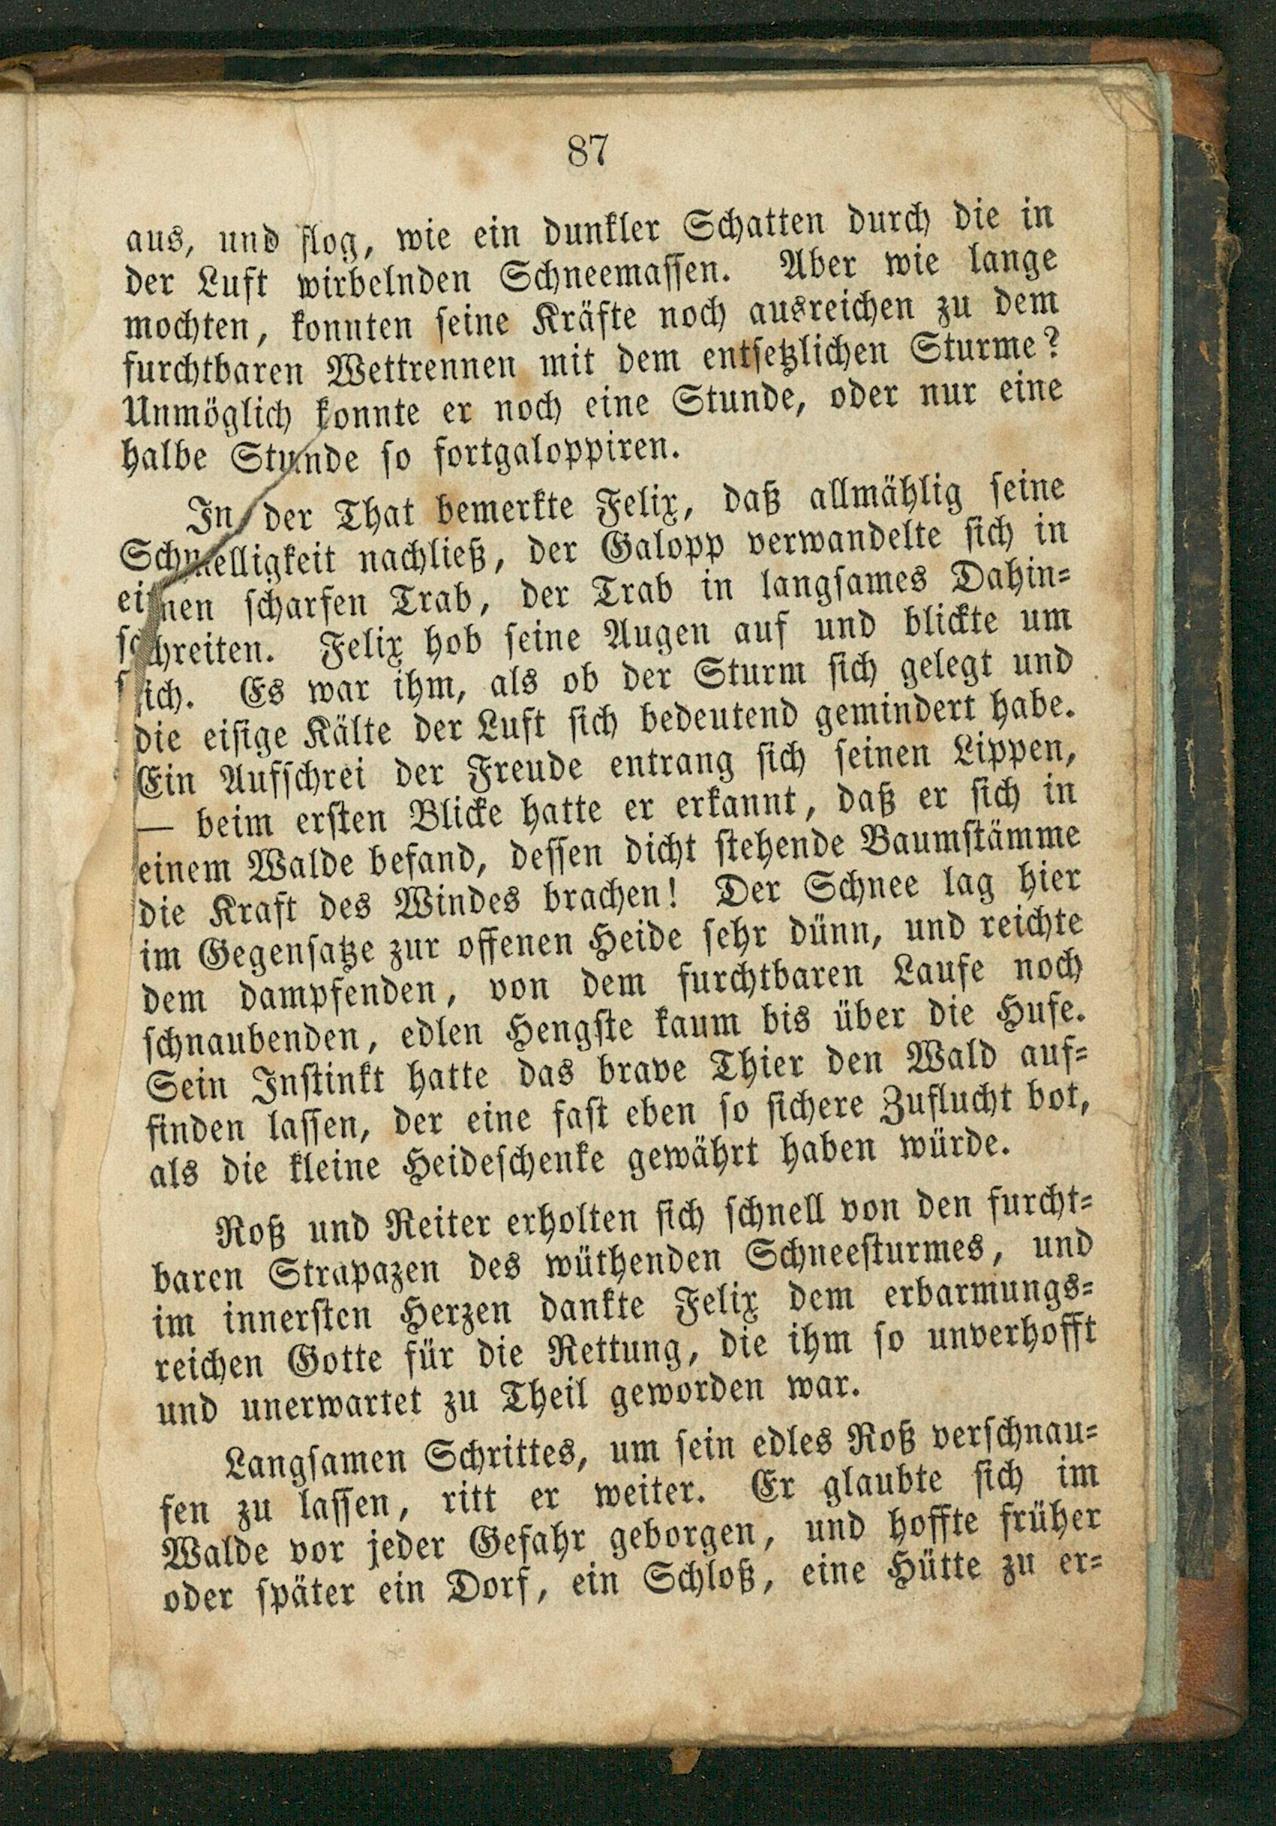 87
aus, und flog, wie ein dunkler Schatten durch die in
der Luft wirbelnden Schneemassen. Aber wie lange
mochten, konnten seine Kräfte noch ausreichen zu dem
furchtbaren Wettrennen mit dem entsetzlichen Sturme?
Unmöglich konnte er noch eine Stunde, oder nur eine
halbe Stunde so fortgaloppiren.
In der That bemerkte Felix, daß allmählig seine
Schnelligkeit nachließ, der Galopp verwandelte sich in
einen scharfen Trab, der Trab in langsames Dahin-
schreiten. Felix hob seine Augen auf und blickte um
sich. Es war ihm, als ob der Sturm sich gelegt und
die eisige Kälte der Luft sich bedeutend gemindert habe.
Ein Aufschrei der Freude entrang sich seinen Lippen,
— beim ersten Blicke hatte er erkannt, daß er sich in
einem Walde befand, dessen dicht stehende Baumstämme
die Kraft des Windes brachen! Der Schnee lag hier
im Gegensatze zur offenen Heide sehr dünn, und reichte
dem dampfenden, von dem furchtbaren Laufe noch
schnaubenden, edlen Hengste kaum bis über die Hufe.
Sein Instinkt hatte das brave Thier den Wald auf-
finden lassen, der eine fast eben so sichere Zuflucht bot,
als die kleine Heideschenke gewährt haben würde.
Roß und Reiter erholten sich schnell von den furcht-
baren Strapazen des wüthenden Schneesturmes, und
im innersten Herzen dankte Felix dem erbarmungs-
reichen Gotte für die Rettung, die ihm so unverhofft
und unerwartet zu Theil geworden war.
Langsamen Schrittes, um sein edles Roß verschnau-
fen zu lassen, ritt er weiter. Er glaubte sich im
Walde vor jeder Gefahr geborgen, und hoffte früher
oder später ein Dorf, ein Schloß, eine Hütte zu er-